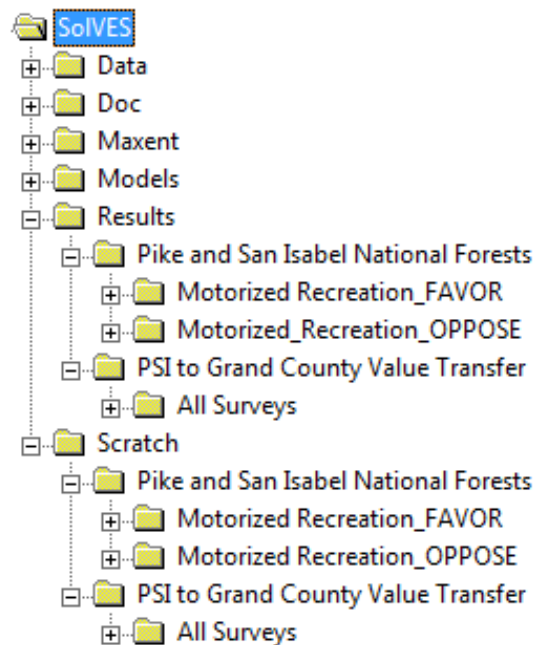 SolVES
Data
Doc
Maxent
Models
Results
Pike and San Isabel National Forests
Motorized Recreation_FAVOR
Motorized_Recreation_OPPOSE
PSI to Grand County Value Transfer
All Surveys
Scratch
Pike and San Isabel National Forests
Motorized Recreation_FAVOR
Motorized Recreation_OPPOSE
PSI to Grand County Value Transfer
All Surveys